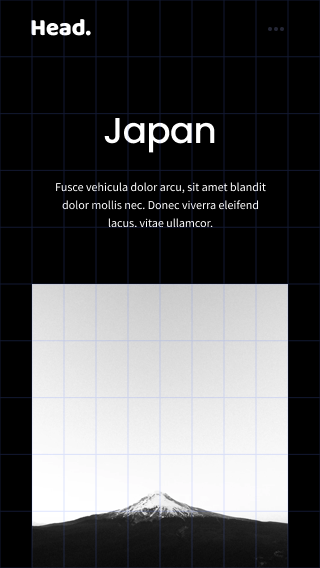 Head.
Japan
Fusce vehicula dolor arcu, sit amet blandit
dolor mollis nec. Donec viverra eleifend
lacus. vitae ullamcor.